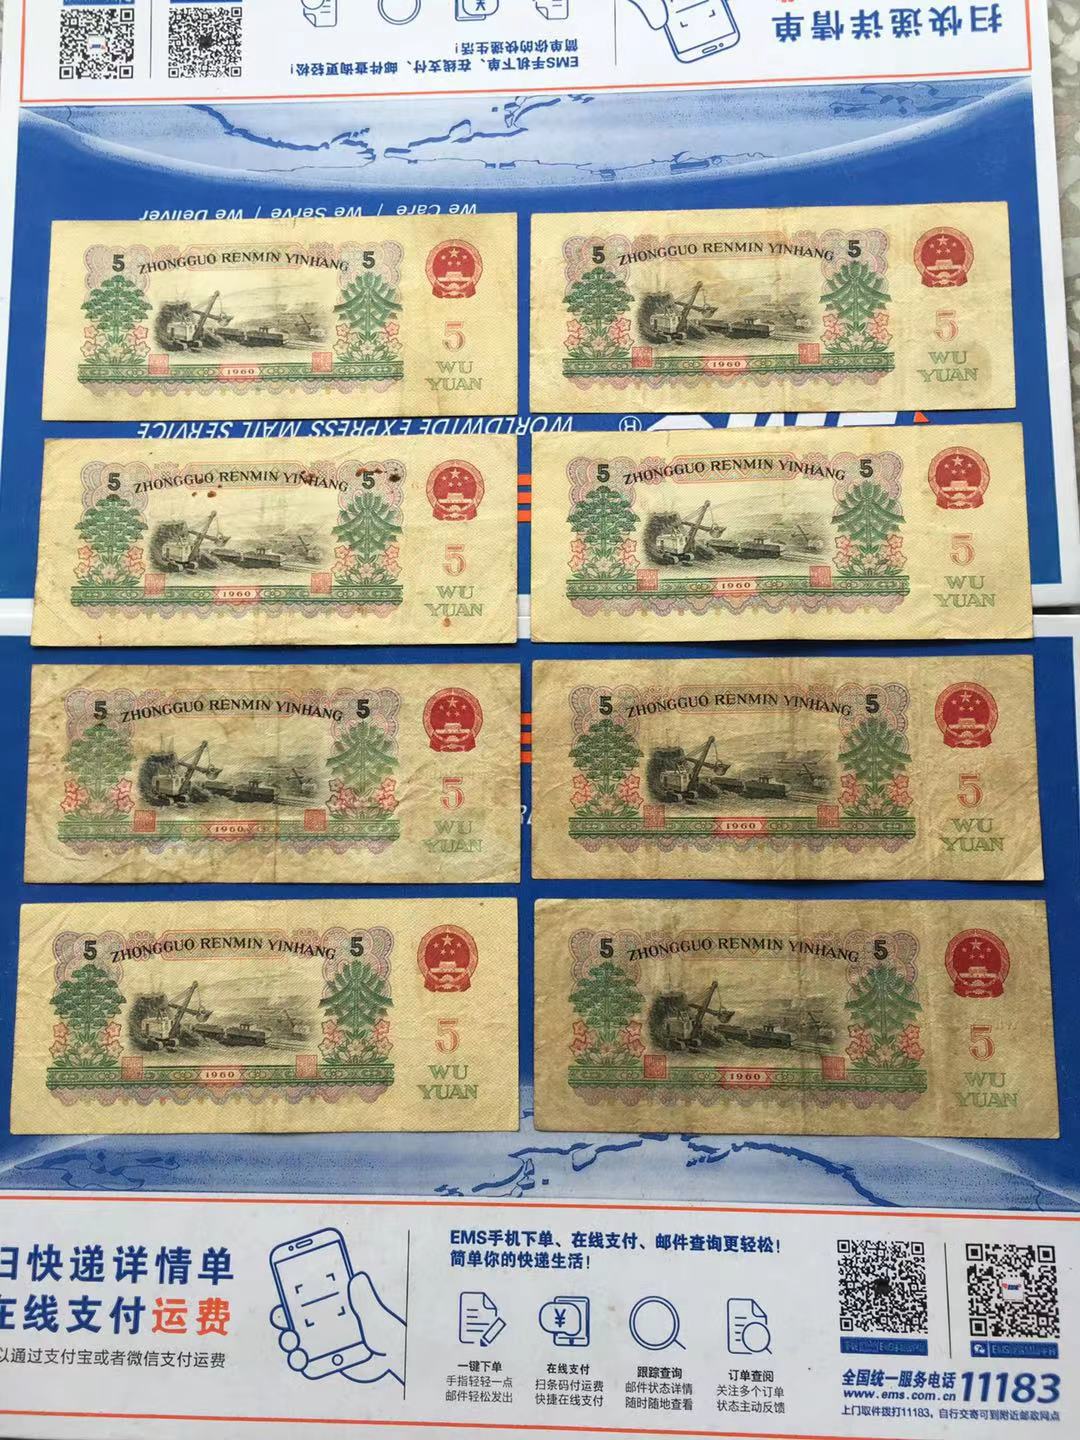 扫快递详情单
EMS手机下单、在线支付、邮件查询更轻松！
简单你的快递生活！
We Care / We Serve / We Deliver
5 ZHONGGUO RENMIN YINHANG 5
5
1960
WU
YUAN
5 ZHONGGUO RENMIN YINHANG 5
5
1960
WU
YUAN
WORLDWIDE EXPRESS MAIL SERVICE
5 ZHONGGUO RENMIN YINHANG 5
5
1960
WU
YUAN
5 ZHONGGUO RENMIN YINHANG 5
5
1960
WU
YUAN
5 ZHONGGUO RENMIN YINHANG 5
5
1960
WU
YUAN
5 ZHONGGUO RENMIN YINHANG 5
5
1960
WU
YUAN
5 ZHONGGUO RENMIN YINHANG 5
5
1960
WU
YUAN
5 ZHONGGUO RENMIN YINHANG 5
5
1960
WU
YUAN
扫快递详情单
在线支付运费
以通过支付宝或者微信支付运费
EMS手机下单、在线支付、邮件查询更轻松！
简单你的快递生活！
一键下单
手指轻轻一点
邮件轻松发出
在线支付
扫条码付运费
快捷在线支付
跟踪查询
邮件状态详情
随时随地查看
订单查阅
关注多个订单
状态主动反馈
全国统一服务电话 11183
www.ems.com.cn
上门取件拨打11183，自行交寄可到附近邮政网点